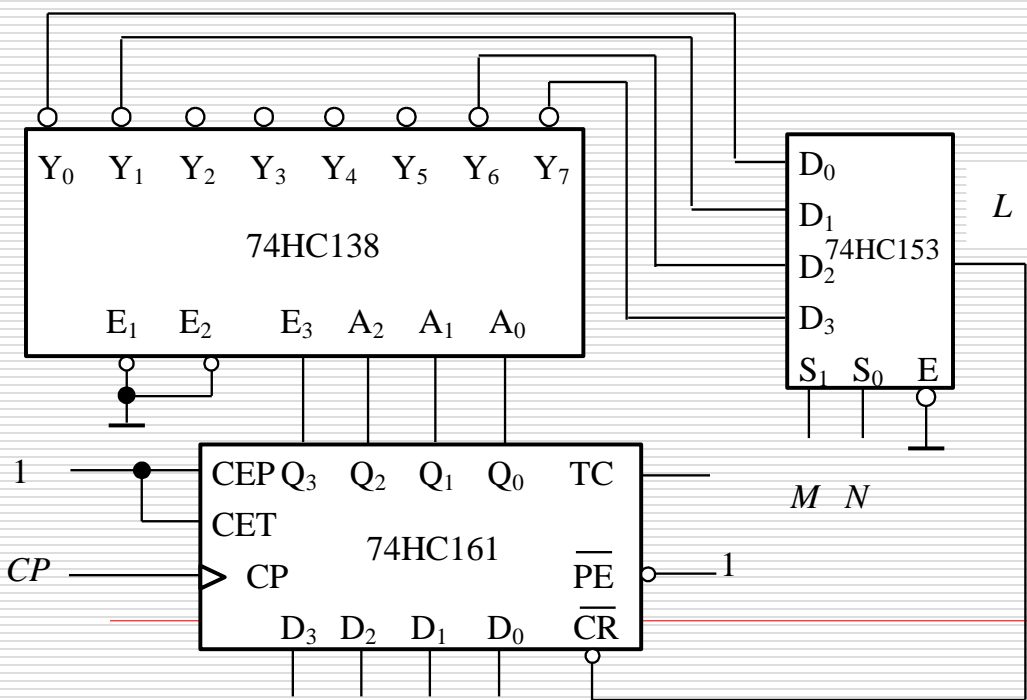 Y₀ Y₁ Y₂ Y₃ Y₄ Y₅ Y₆ Y₇
74HC138
E₁ E₂ E₃ A₂ A₁ A₀
D₀
D₁
74HC153
D₂
D₃
S₁ S₀ E
L
M N
1
CEP Q₃ Q₂ Q₁ Q₀ TC
CET
74HC161
CP
CP
P̅E̅
1
D₃ D₂ D₁ D₀ C̅R̅